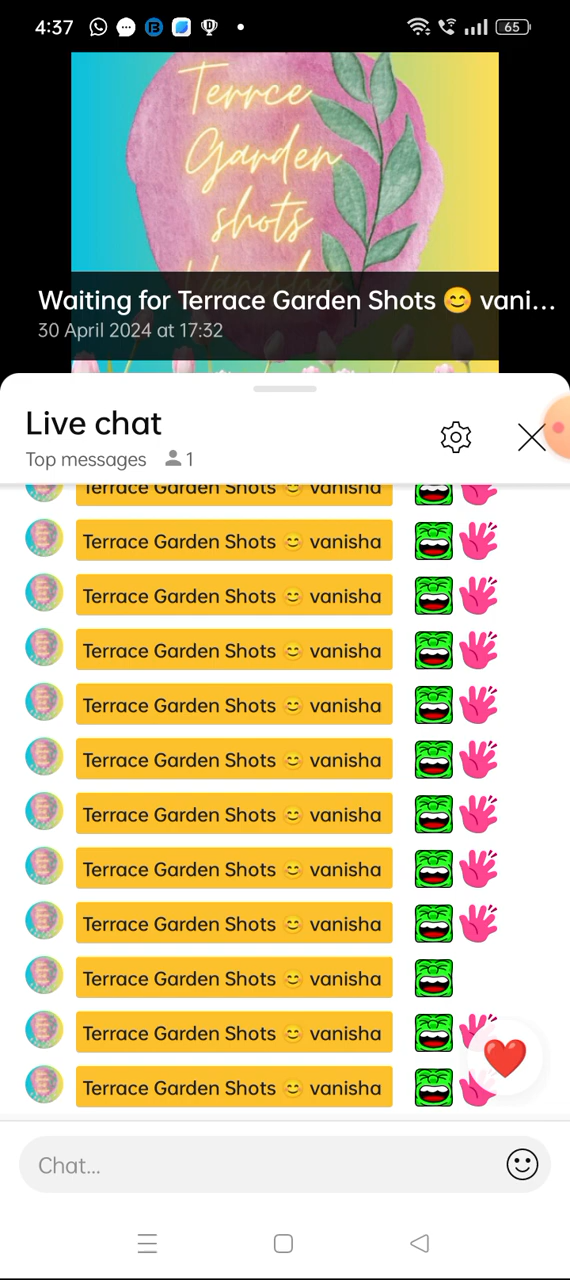 4:37
65
Terrce
Garden
shots
Vanisha
Waiting for Terrace Garden Shots 😊 vani...
30 April 2024 at 17:32
Live chat
Top messages 1
Terrace Garden Shots 😊 vanisha
Terrace Garden Shots 😊 vanisha
Terrace Garden Shots 😊 vanisha
Terrace Garden Shots 😊 vanisha
Terrace Garden Shots 😊 vanisha
Terrace Garden Shots 😊 vanisha
Terrace Garden Shots 😊 vanisha
Terrace Garden Shots 😊 vanisha
Terrace Garden Shots 😊 vanisha
Terrace Garden Shots 😊 vanisha
Terrace Garden Shots 😊 vanisha
Terrace Garden Shots 😊 vanisha
Chat...